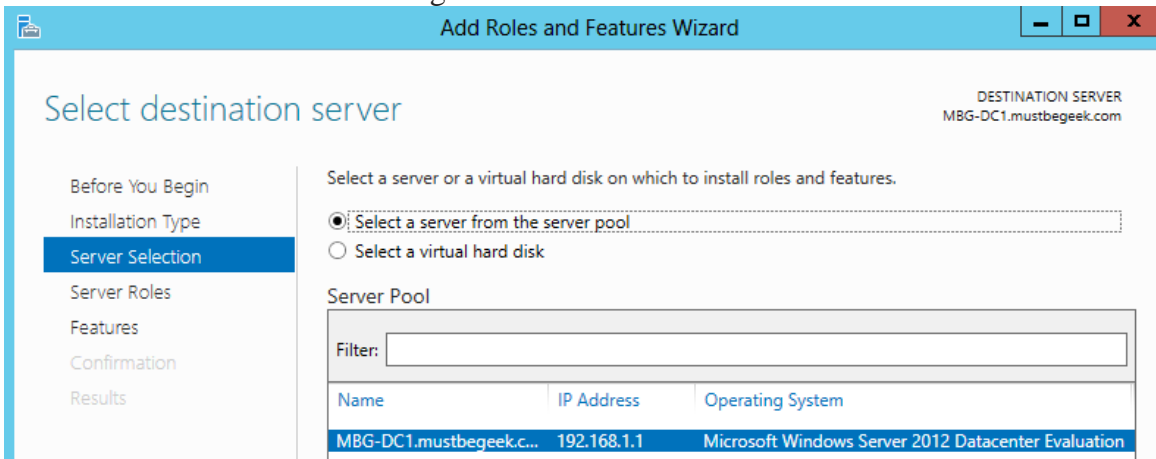 Add Roles and Features Wizard
Select destination server
DESTINATION SERVER
MBG-DC1.mustbegeek.com
Before You Begin
Installation Type
Server Selection
Server Roles
Features
Confirmation
Results
Select a server or a virtual hard disk on which to install roles and features.
Select a server from the server pool
Select a virtual hard disk
Server Pool
Filter:
Name IP Address Operating System
MBG-DC1.mustbegeek.c... 192.168.1.1 Microsoft Windows Server 2012 Datacenter Evaluation